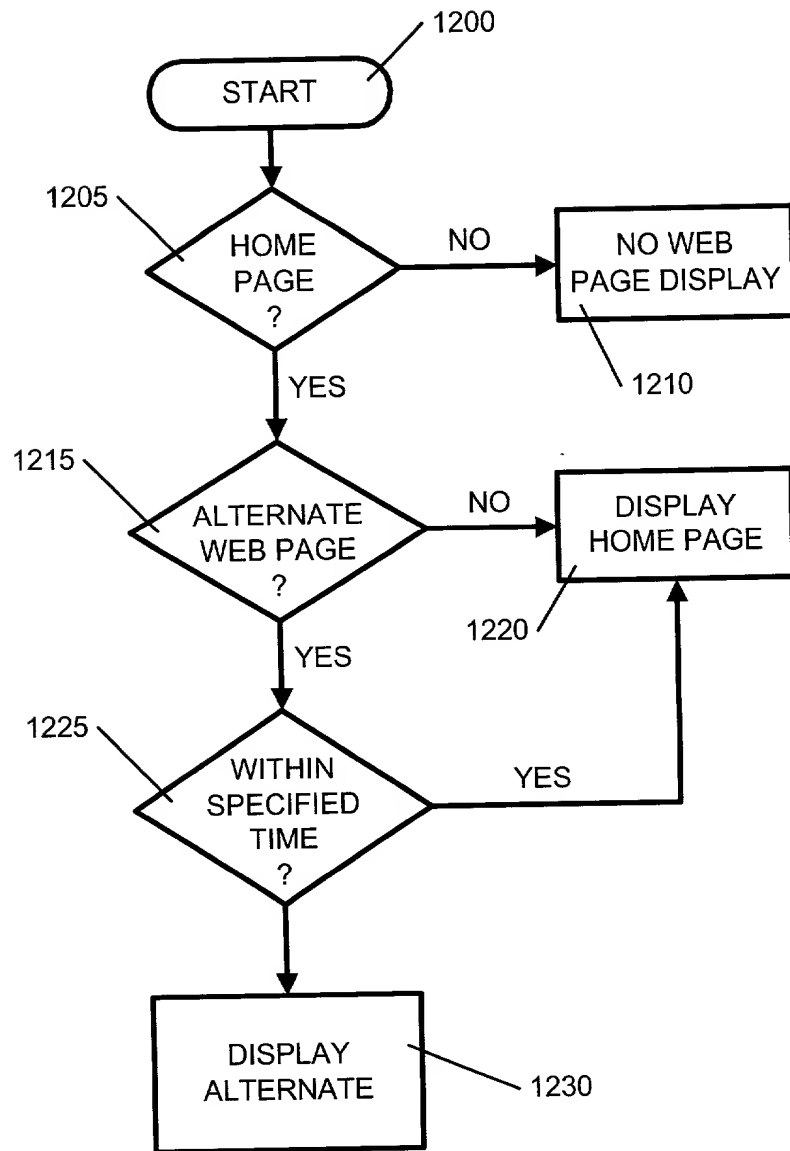 1200
START
1205
HOME
PAGE
?
NO
NO WEB
PAGE DISPLAY
1210
YES
1215
ALTERNATE
WEB PAGE
?
NO
DISPLAY
HOME PAGE
1220
YES
1225
WITHIN
SPECIFIED
TIME
?
YES
DISPLAY
ALTERNATE
1230